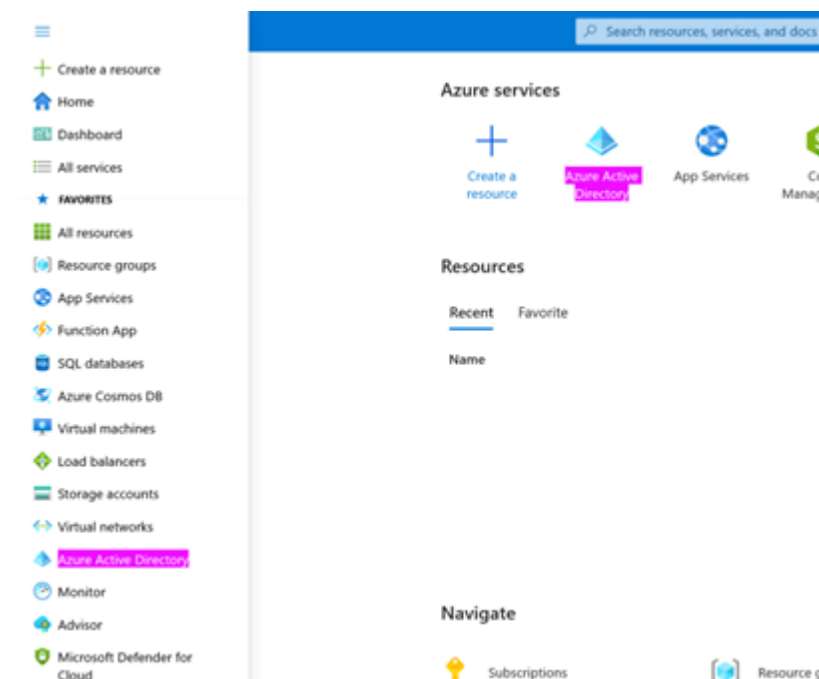 Search resources, services, and docs
Create a resource
Home
Dashboard
All services
FAVORITES
All resources
Resource groups
App Services
Function App
SQL databases
Azure Cosmos DB
Virtual machines
Load balancers
Storage accounts
Virtual networks
Azure Active Directory
Monitor
Advisor
Microsoft Defender for
Cloud
Azure services
Create a
resource
Azure Active
Directory
App Services
Resources
Recent Favorite
Name
Navigate
Subscriptions
Resource